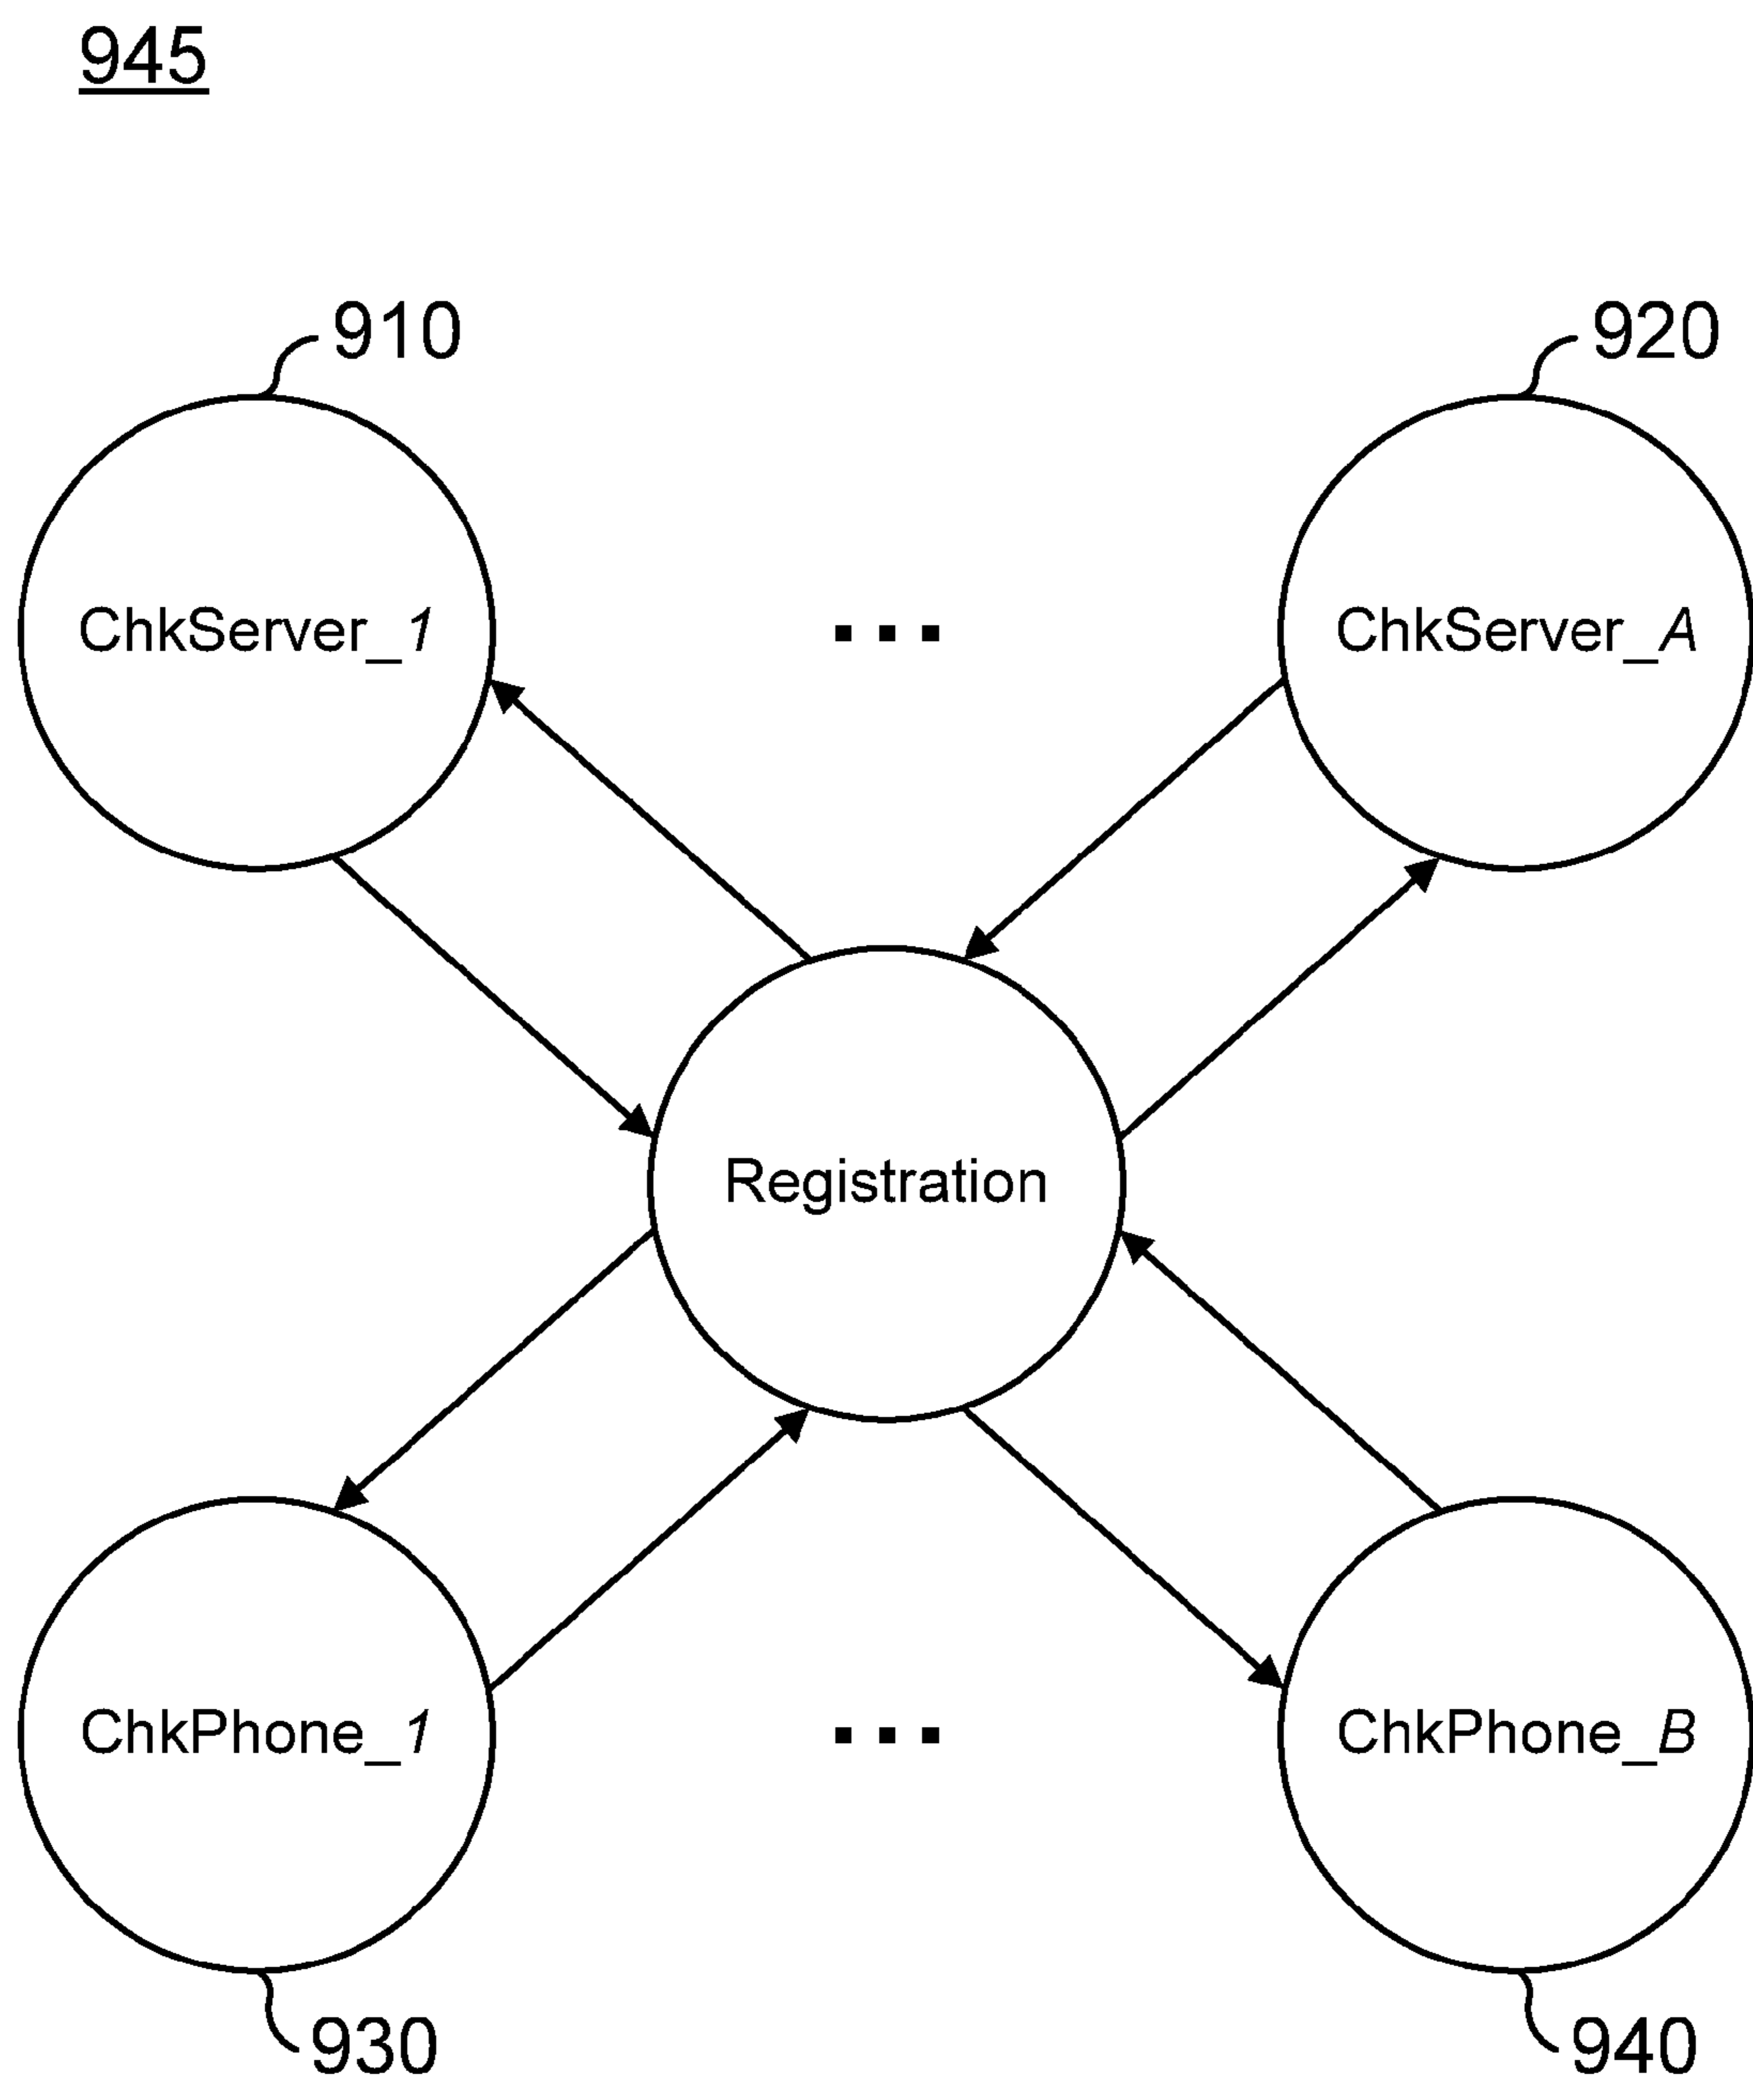 945
910
920
ChkServer_1
...
ChkServer_A
Registration
ChkPhone_1
...
ChkPhone_B
930
940